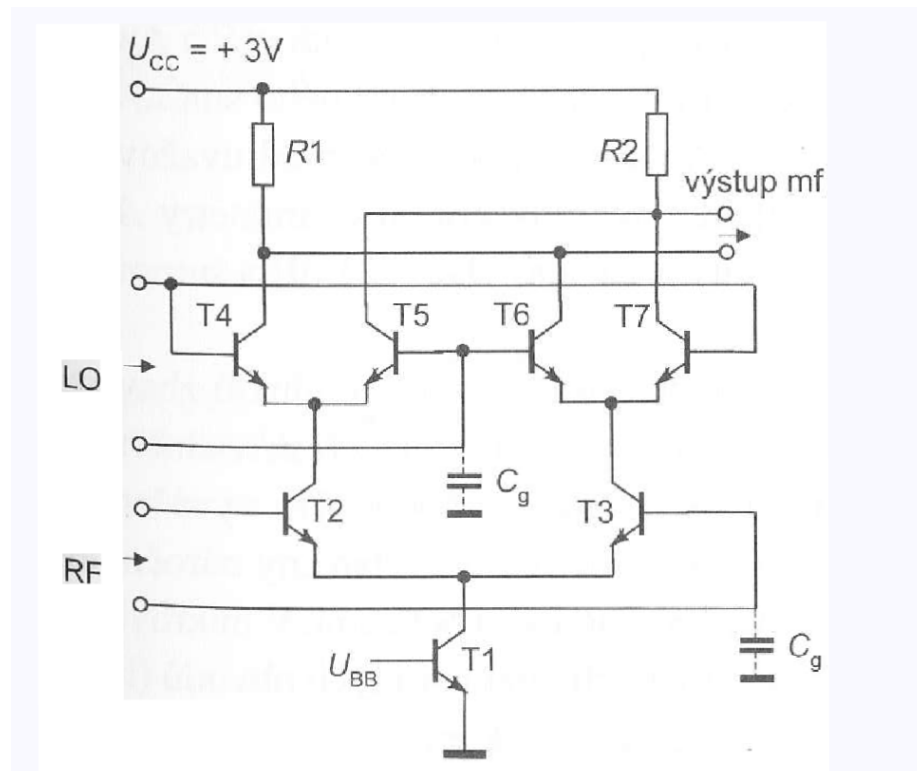 U_CC = + 3V
R1
R2
výstup mf
T4
T5
T6
T7
LO
C_g
T2
T3
RF
C_g
U_BB
T1